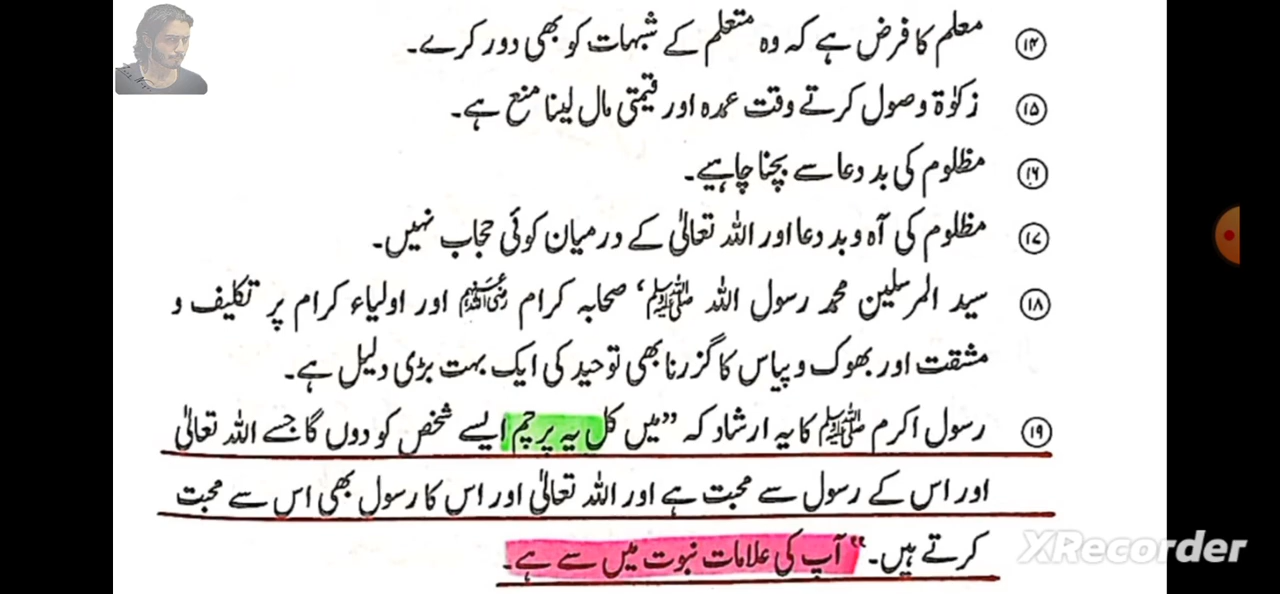 ⑭ معلم کا فرض ہے کہ وہ متعلم کے شبہات کو بھی دور کرے۔
⑮ زکوٰۃ وصول کرتے وقت عمدہ اور قیمتی مال لینا منع ہے۔
⑯ مظلوم کی بد دعا سے بچنا چاہیے۔
⑰ مظلوم کی آہ و بد دعا اور اللہ تعالیٰ کے درمیان کوئی حجاب نہیں۔
⑱ سید المرسلین محمد رسول اللہ ﷺ، صحابہ کرام رضی اللہ عنہم اور اولیاء کرام پر تکلیف و
مشقت اور بھوک و پیاس کا گزرنا بھی توحید کی ایک بہت بڑی دلیل ہے۔
⑲ رسول اکرم ﷺ کا یہ ارشاد کہ ”میں کل یہ پرچم ایسے شخص کو دوں گا جسے اللہ تعالیٰ
اور اس کے رسول سے محبت ہے اور اللہ تعالیٰ اور اس کا رسول بھی اس سے محبت
کرتے ہیں۔“ آپ کی علامات نبوت میں سے ہے۔
XRecorder